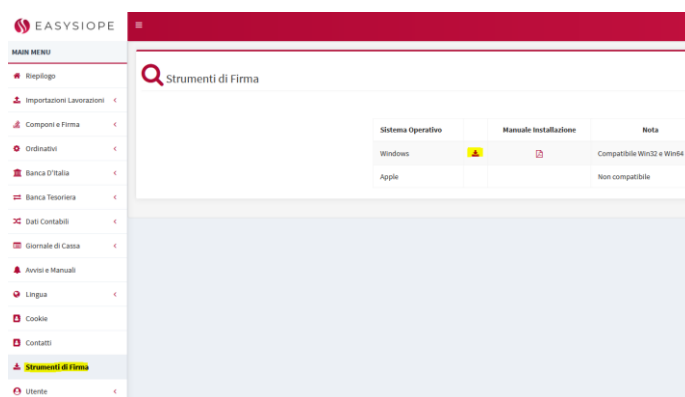 EASYSIOPE
MAIN MENU
Riepilogo
Importazioni Lavorazioni
Componi e Firma
Ordinativi
Banca D'Italia
Banca Tesoriera
Dati Contabili
Giornale di Cassa
Avvisi e Manuali
Lingua
Cookie
Contatti
Strumenti di Firma
Utente
Strumenti di Firma
Sistema Operativo Manuale Installazione Nota
Windows Compatibile Win32 e Win64
Apple Non compatibile